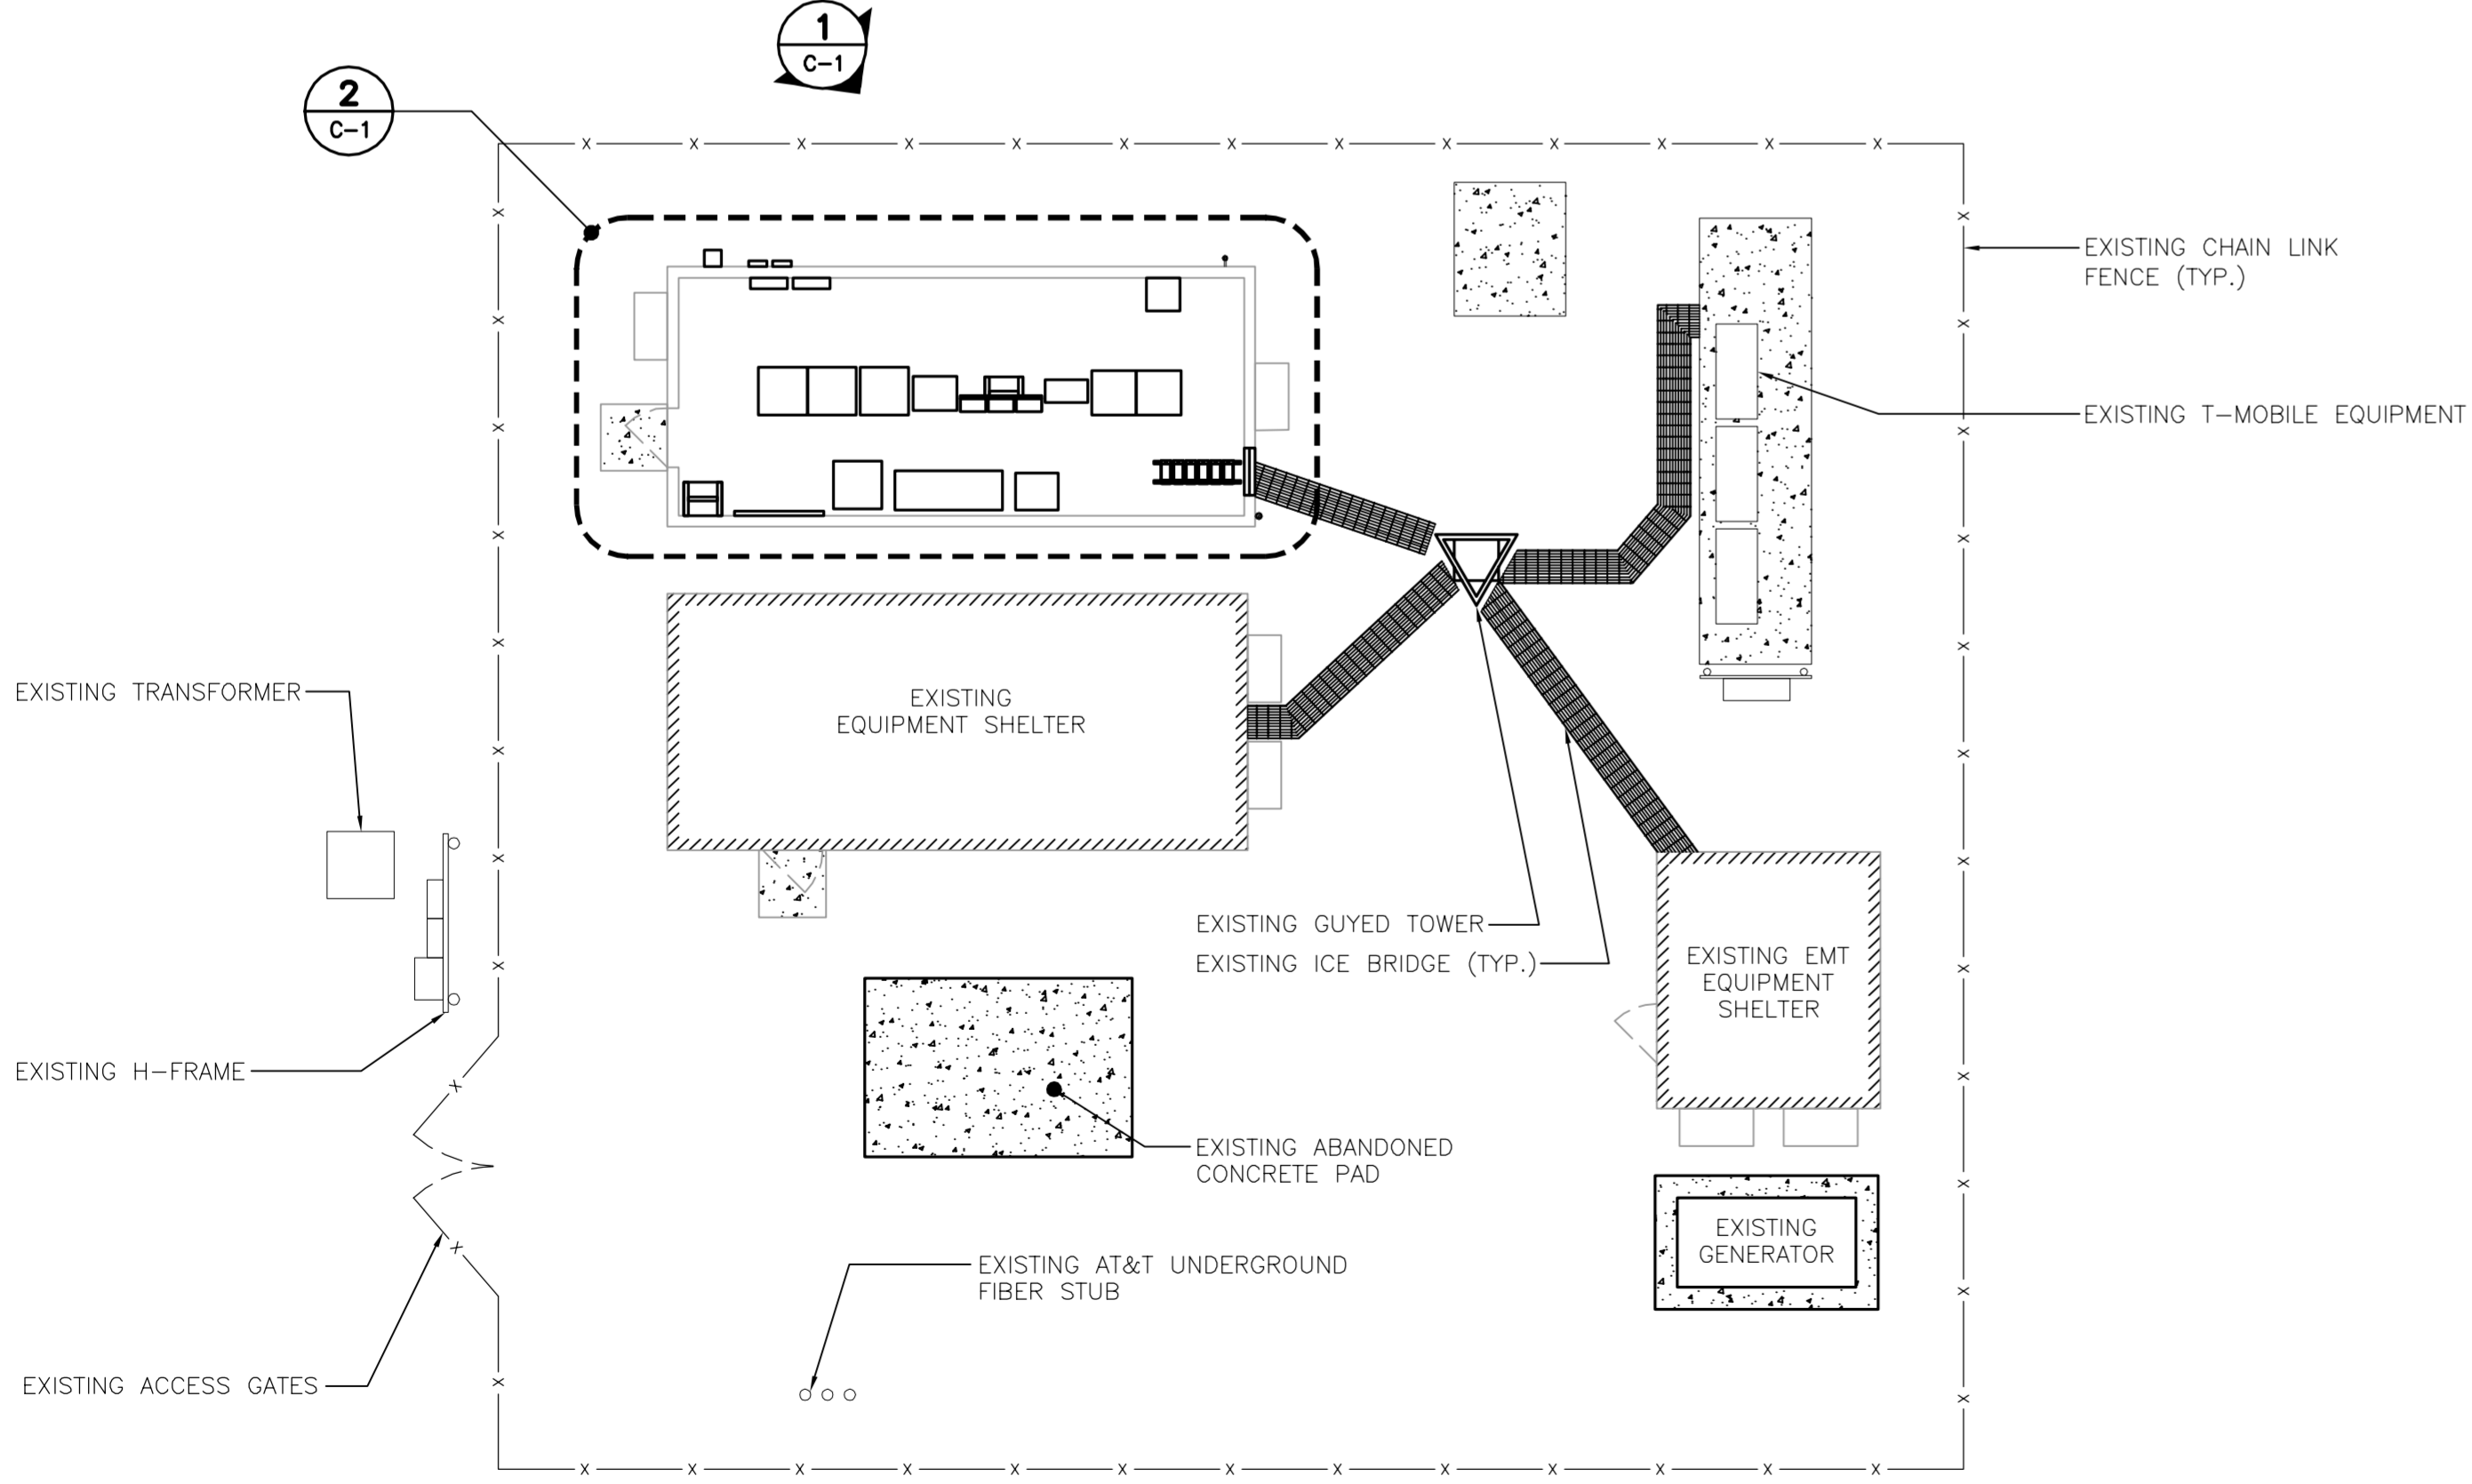 1
C-1
2
C-1
EXISTING CHAIN LINK
FENCE (TYP.)
EXISTING T-MOBILE EQUIPMENT
EXISTING TRANSFORMER
EXISTING
EQUIPMENT SHELTER
EXISTING GUYED TOWER
EXISTING ICE BRIDGE (TYP.)
EXISTING EMT
EQUIPMENT
SHELTER
EXISTING H-FRAME
EXISTING ABANDONED
CONCRETE PAD
EXISTING
GENERATOR
EXISTING AT&T UNDERGROUND
FIBER STUB
EXISTING ACCESS GATES